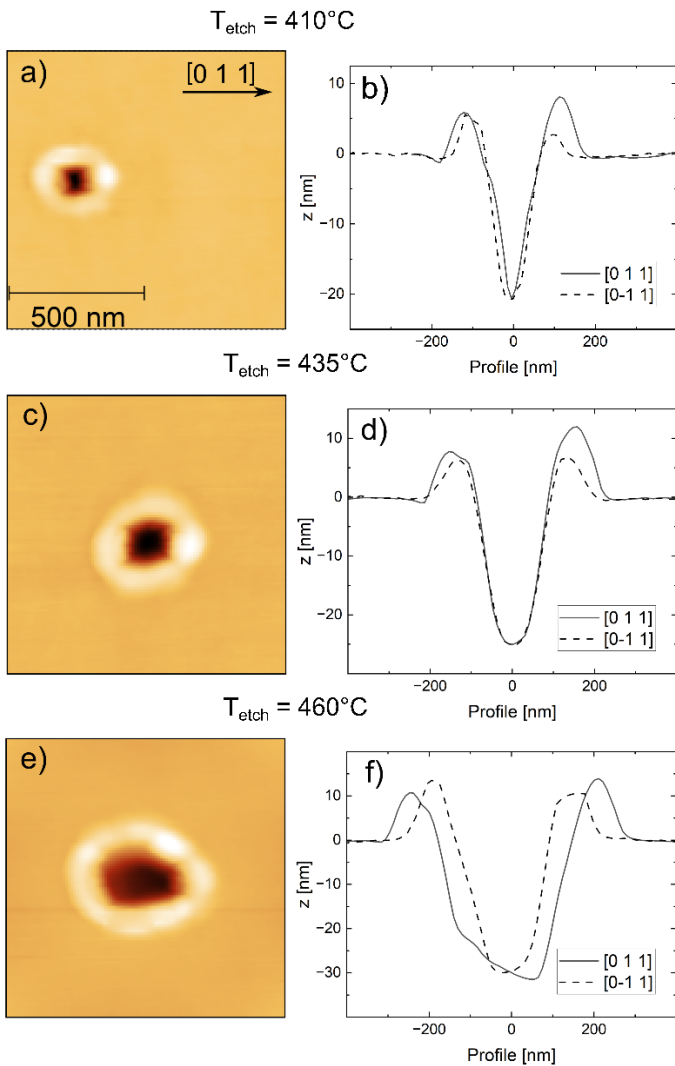 T_etch = 410°C
a)
[0 1 1]
500 nm
b)
10
0
−10
−20
z [nm]
−200
0
200
Profile [nm]
[0 1 1]
[0-1 1]
T_etch = 435°C
c)
d)
10
0
−10
−20
z [nm]
−200
0
200
Profile [nm]
[0 1 1]
[0-1 1]
T_etch = 460°C
e)
f)
20
10
0
−10
−20
−30
−40
z [nm]
−200
0
200
Profile [nm]
[0 1 1]
[0-1 1]